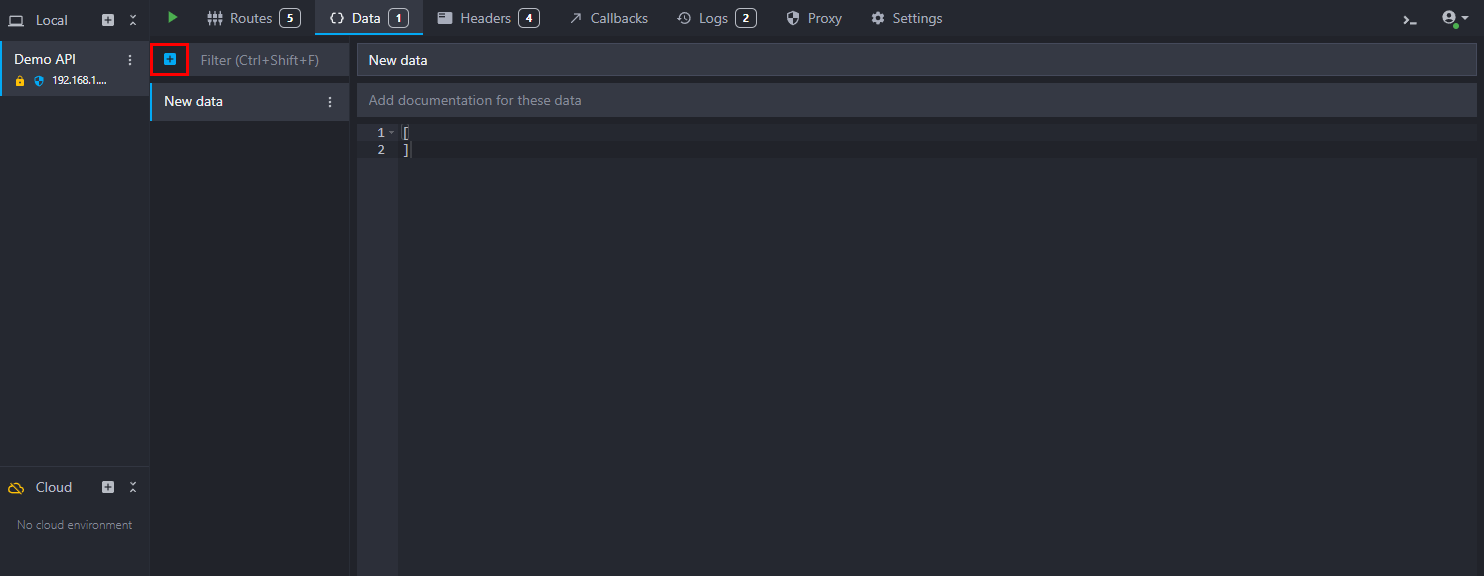 Local
Routes 5
Data 1
Headers 4
Callbacks
Logs 2
Proxy
Settings
Demo API
192.168.1....
Filter (Ctrl+Shift+F)
New data
New data
Add documentation for these data
1 [
2 ]
Cloud
No cloud environment